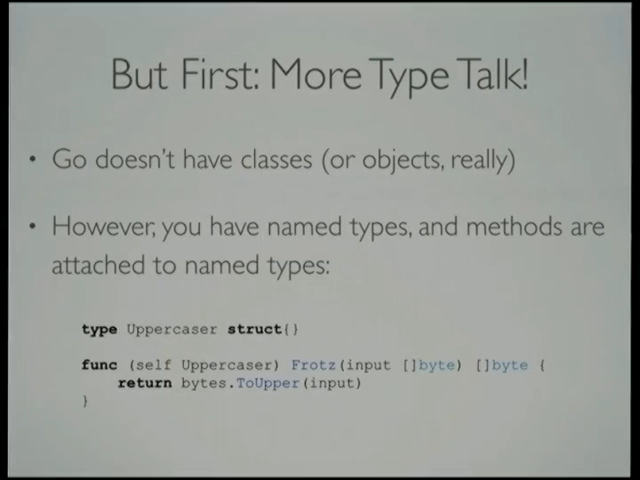 But First: More Type Talk!
• Go doesn't have classes (or objects, really)
• However, you have named types, and methods are
attached to named types:
type Uppercaser struct{}
func (self Uppercaser) Frotz(input []byte) []byte {
    return bytes.ToUpper(input)
}